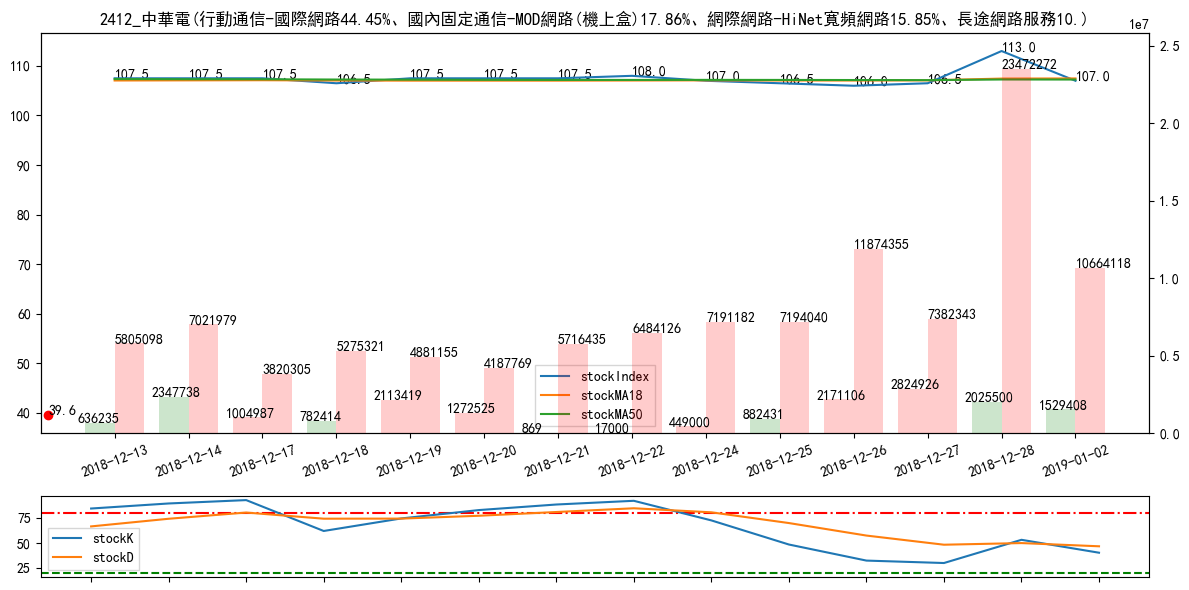 2412_中華電(行動通信-國際網路44.45%、國內固定通信-MOD網路(機上盒)17.86%、網際網路-HiNet寬頻網路15.85%、長途網路服務10.)
1e7
110
100
90
80
70
60
50
40
2.5
2.0
1.5
1.0
0.5
0.0
107.5 107.5 107.5 106.5 107.5 107.5 107.5 108.0 107.0 106.5 106.0 106.5 113.0 107.0
5805098 7021979 3820305 5275321 4881155 4187769 5716435 6484126 7191182 7194040 11874355 7382343 23472272 10664118
39.6
636235 2347738 1004987 782414 2113419 1272525 869 17000 449000 882431 2171106 2824926 2025500 1529408
stockIndex
stockMA18
stockMA50
2018-12-13 2018-12-14 2018-12-17 2018-12-18 2018-12-19 2018-12-20 2018-12-21 2018-12-22 2018-12-24 2018-12-25 2018-12-26 2018-12-27 2018-12-28 2019-01-02
75
50
25
stockK
stockD